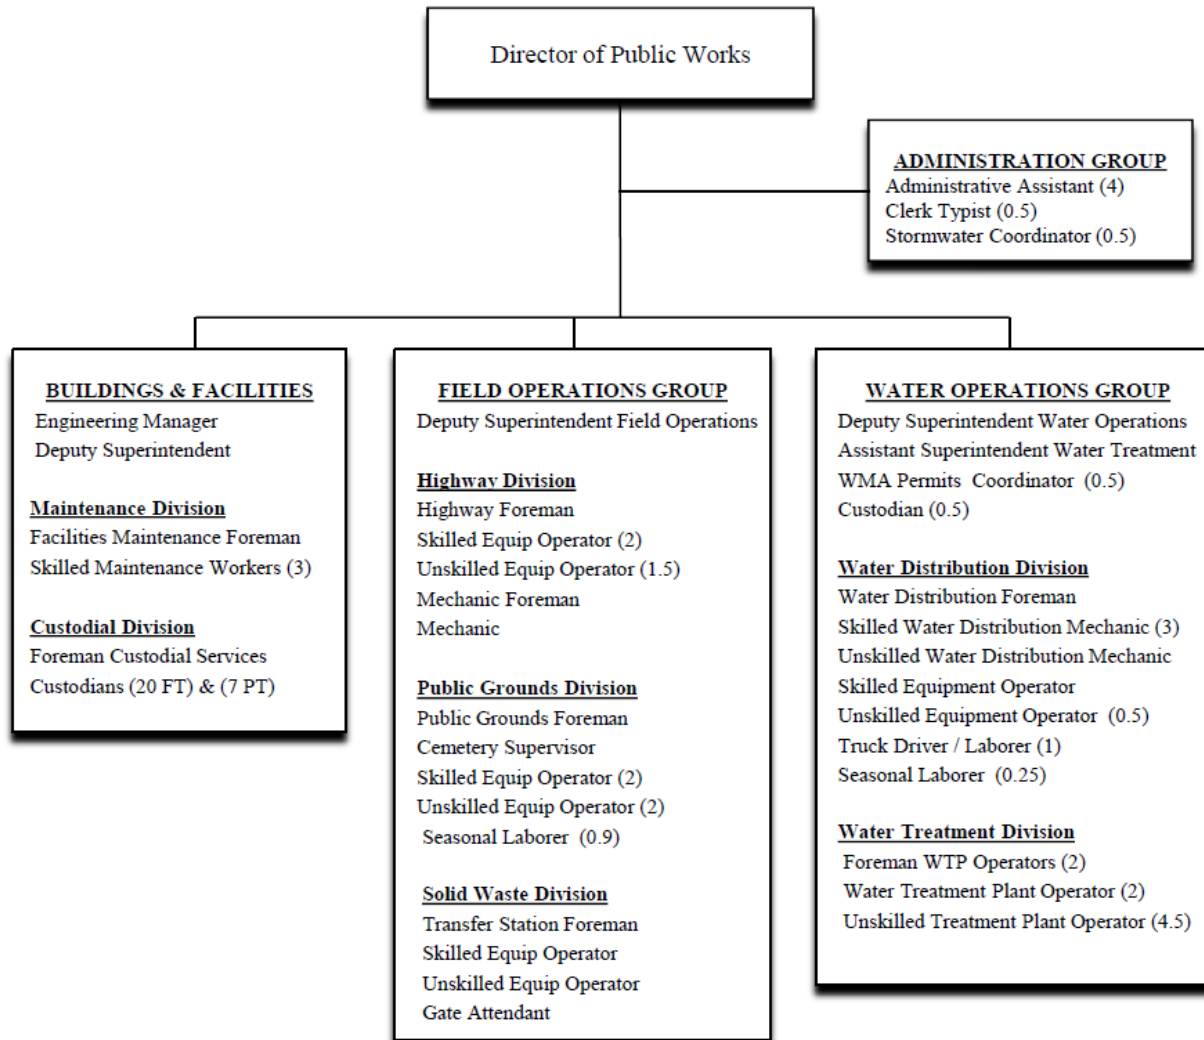 Director of Public Works
ADMINISTRATION GROUP
Administrative Assistant (4)
Clerk Typist (0.5)
Stormwater Coordinator (0.5)
BUILDINGS & FACILITIES
Engineering Manager
Deputy Superintendent
Maintenance Division
Facilities Maintenance Foreman
Skilled Maintenance Workers (3)
Custodial Division
Foreman Custodial Services
Custodians (20 FT) & (7 PT)
FIELD OPERATIONS GROUP
Deputy Superintendent Field Operations
Highway Division
Highway Foreman
Skilled Equip Operator (2)
Unskilled Equip Operator (1.5)
Mechanic Foreman
Mechanic
Public Grounds Division
Public Grounds Foreman
Cemetery Supervisor
Skilled Equip Operator (2)
Unskilled Equip Operator (2)
Seasonal Laborer (0.9)
Solid Waste Division
Transfer Station Foreman
Skilled Equip Operator
Unskilled Equip Operator
Gate Attendant
WATER OPERATIONS GROUP
Deputy Superintendent Water Operations
Assistant Superintendent Water Treatment
WMA Permits Coordinator (0.5)
Custodian (0.5)
Water Distribution Division
Water Distribution Foreman
Skilled Water Distribution Mechanic (3)
Unskilled Water Distribution Mechanic
Skilled Equipment Operator
Unskilled Equipment Operator (0.5)
Truck Driver / Laborer (1)
Seasonal Laborer (0.25)
Water Treatment Division
Foreman WTP Operators (2)
Water Treatment Plant Operator (2)
Unskilled Treatment Plant Operator (4.5)